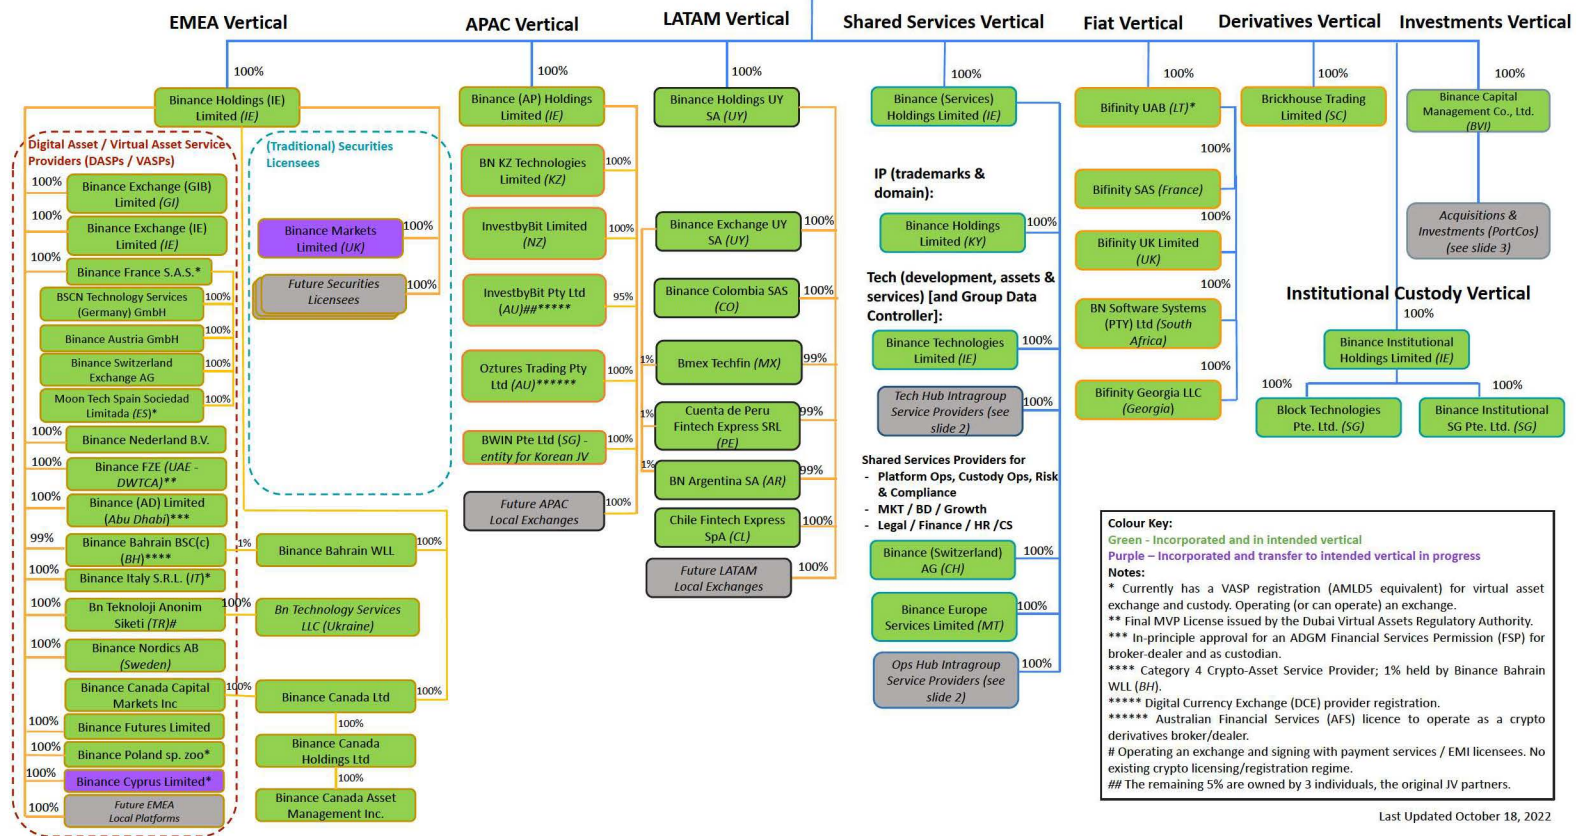 EMEA Vertical
100%
Binance Holdings (IE)
Limited (IE)
Digital Asset / Virtual Asset Service
Providers (DASPs / VASPs)
100%
Binance Exchange (GIB)
Limited (GI)
100%
Binance Exchange (IE)
Limited (IE)
100%
Binance France S.A.S.*
BSCN Technology Services
(Germany) GmbH
100%
Binance Austria GmbH
100%
Binance Switzerland
Exchange AG
100%
Moon Tech Spain Sociedad
Limitada (ES)*
100%
100%
Binance Nederland B.V.
100%
Binance FZE (UAE -
DWTCA)**
100%
Binance (AD) Limited
(Abu Dhabi)***
99%
Binance Bahrain BSC(c)
(BH)****
1%
Binance Bahrain WLL
100%
100%
Binance Italy S.R.L. (IT)*
100%
Bn Teknoloji Anonim
Siketi (TR)#
100%
Bn Technology Services
LLC (Ukraine)
100%
Binance Nordics AB
(Sweden)
Binance Canada Capital
Markets Inc
100%
Binance Canada Ltd
100%
100%
Binance Canada
Holdings Ltd
100%
Binance Canada Asset
Management Inc.
100%
Binance Futures Limited
100%
Binance Poland sp. zoo*
100%
Binance Cyprus Limited*
100%
Future EMEA
Local Platforms
(Traditional) Securities
Licensees
Binance Markets
Limited (UK)
100%
Future Securities
Licensees
100%
APAC Vertical
100%
Binance (AP) Holdings
Limited (IE)
BN KZ Technologies
Limited (KZ)
100%
InvestbyBit Limited
(NZ)
100%
InvestbyBit Pty Ltd
(AU)##*****
95%
Oztures Trading Pty
Ltd (AU)******
100%
BWIN Pte Ltd (SG) -
entity for Korean JV
100%
Future APAC
Local Exchanges
100%
LATAM Vertical
100%
Binance Holdings UY
SA (UY)
Binance Exchange UY
SA (UY)
100%
Binance Colombia SAS
(CO)
100%
1%
Bmex Techfin (MX)
99%
1%
Cuenta de Peru
Fintech Express SRL
(PE)
99%
1%
BN Argentina SA (AR)
99%
Chile Fintech Express
SpA (CL)
100%
Future LATAM
Local Exchanges
100%
Shared Services Vertical
100%
Binance (Services)
Holdings Limited (IE)
IP (trademarks &
domain):
Binance Holdings
Limited (KY)
100%
Tech (development, assets &
services) [and Group Data
Controller]:
Binance Technologies
Limited (IE)
100%
Tech Hub Intragroup
Service Providers (see
slide 2)
100%
Shared Services Providers for
- Platform Ops, Custody Ops, Risk
& Compliance
- MKT / BD / Growth
- Legal / Finance / HR /CS
Binance (Switzerland)
AG (CH)
100%
Binance Europe
Services Limited (MT)
100%
Ops Hub Intragroup
Service Providers (see
slide 2)
100%
Fiat Vertical
100%
Bifinity UAB (LT)*
100%
Bifinity SAS (France)
100%
Bifinity UK Limited
(UK)
100%
BN Software Systems
(PTY) Ltd (South
Africa)
100%
Bifinity Georgia LLC
(Georgia)
Derivatives Vertical
100%
Brickhouse Trading
Limited (SC)
Investments Vertical
100%
Binance Capital
Management Co., Ltd.
(BVI)
Acquisitions &
Investments (PortCos)
(see slide 3)
Institutional Custody Vertical
100%
Binance Institutional
Holdings Limited (IE)
100%
100%
Block Technologies
Pte. Ltd. (SG)
Binance Institutional
SG Pte. Ltd. (SG)
Colour Key:
Green - Incorporated and in intended vertical
Purple – Incorporated and transfer to intended vertical in progress
Notes:
* Currently has a VASP registration (AMLD5 equivalent) for virtual asset
exchange and custody. Operating (or can operate) an exchange.
** Final MVP License issued by the Dubai Virtual Assets Regulatory Authority.
*** In-principle approval for an ADGM Financial Services Permission (FSP) for
broker-dealer and as custodian.
**** Category 4 Crypto-Asset Service Provider; 1% held by Binance Bahrain
WLL (BH).
***** Digital Currency Exchange (DCE) provider registration.
****** Australian Financial Services (AFS) licence to operate as a crypto
derivatives broker/dealer.
# Operating an exchange and signing with payment services / EMI licensees. No
existing crypto licensing/registration regime.
## The remaining 5% are owned by 3 individuals, the original JV partners.
Last Updated October 18, 2022